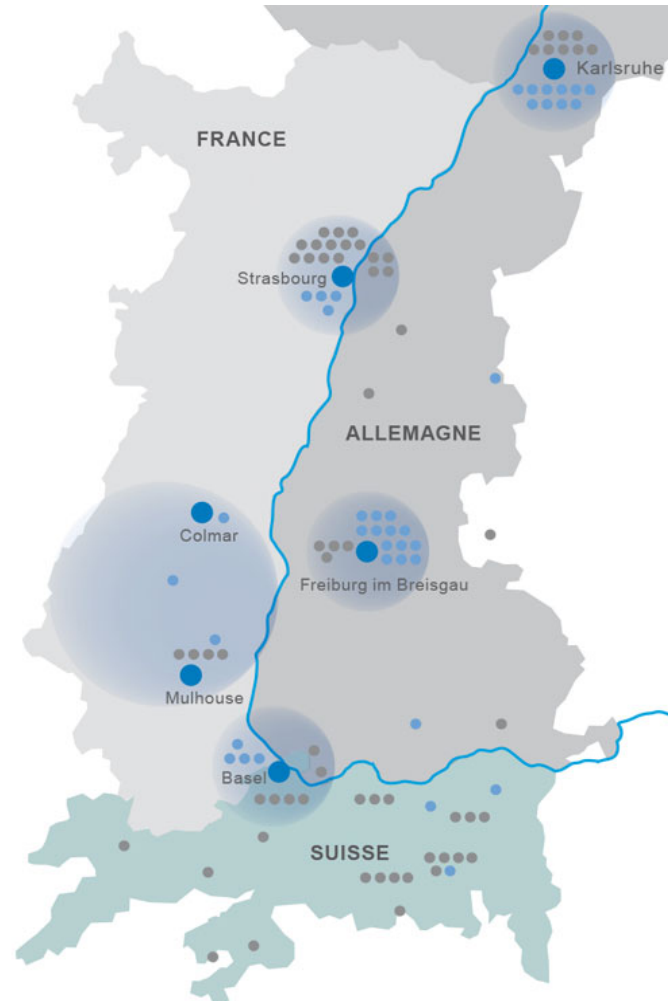 Karlsruhe
FRANCE
Strasbourg
ALLEMAGNE
Colmar
Freiburg im Breisgau
Mulhouse
Basel
SUISSE